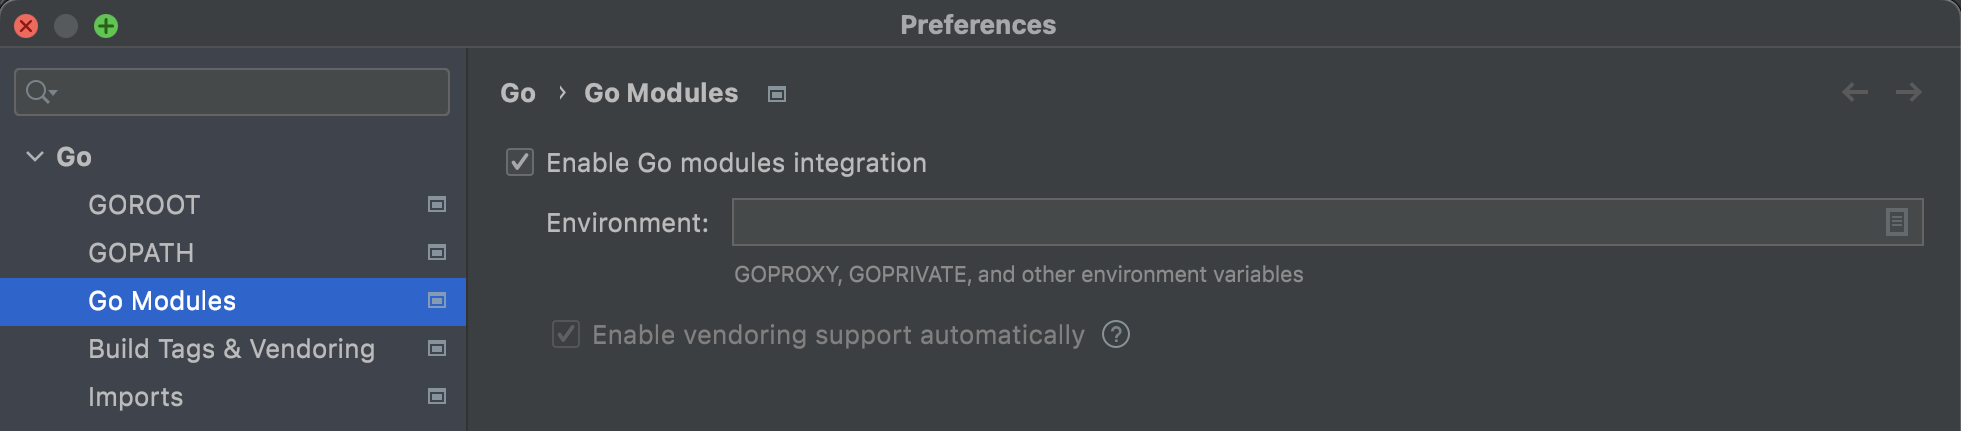 Preferences
Go
GOROOT
GOPATH
Go Modules
Build Tags & Vendoring
Imports
Go › Go Modules
Enable Go modules integration
Environment:
GOPROXY, GOPRIVATE, and other environment variables
Enable vendoring support automatically ?